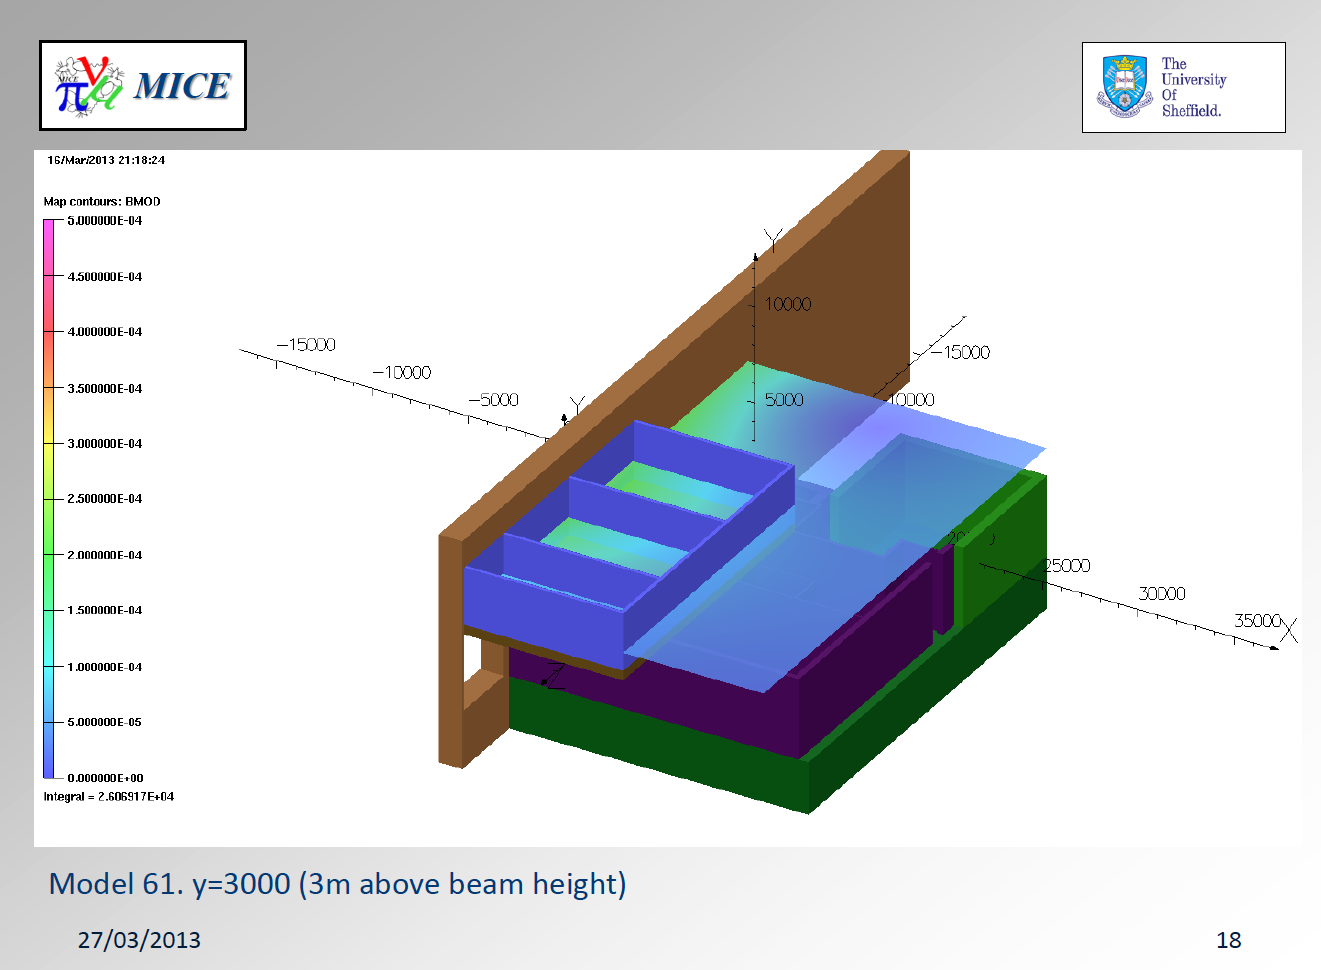 MICE
MICE
The
University
Of
Sheffield.
16/Mar/2013 21:18:24
Map contours: BMOD
5.000000E-04
4.500000E-04
4.000000E-04
3.500000E-04
3.000000E-04
2.500000E-04
2.000000E-04
1.500000E-04
1.000000E-04
5.000000E-05
0.000000E+00
Integral = 2.606917E+04
Y
10000
5000
−15000
−10000
−5000
Y
−15000
10000
25000
30000
35000
X
Z
Model 61. y=3000 (3m above beam height)
27/03/2013
18